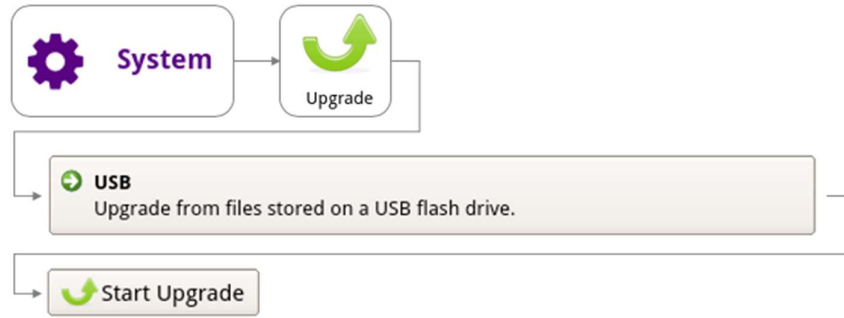 System
Upgrade
USB
Upgrade from files stored on a USB flash drive.
Start Upgrade